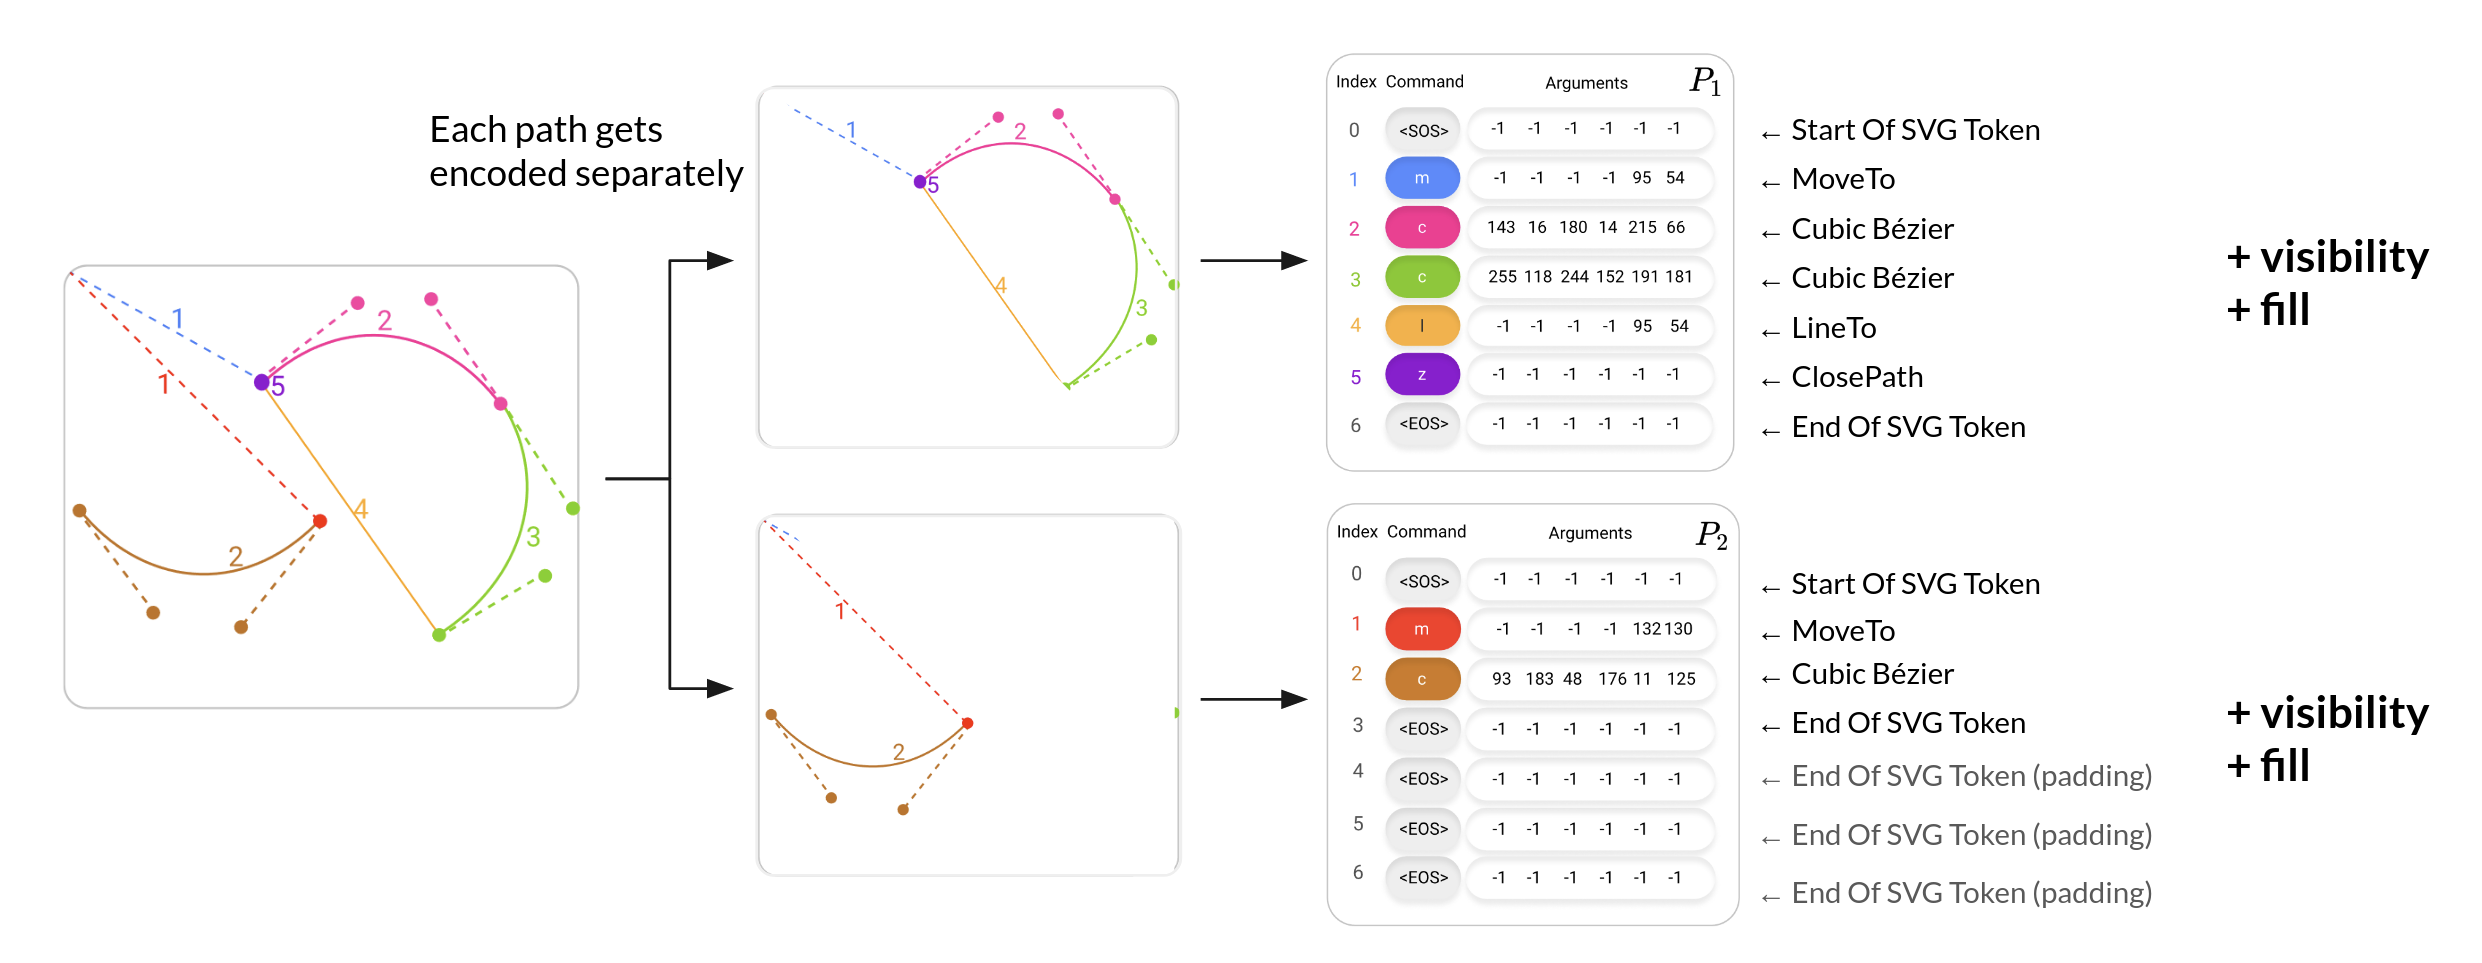 Each path gets
encoded separately
1
2
1
5
4
3
2
1
2
5
4
3
1
2
Index Command Arguments P1
0 <SOS> -1 -1 -1 -1 -1 -1 ← Start Of SVG Token
1 m -1 -1 -1 -1 95 54 ← MoveTo
2 c 143 16 180 14 215 66 ← Cubic Bézier
3 c 255 118 244 152 191 181 ← Cubic Bézier
4 l -1 -1 -1 -1 95 54 ← LineTo
5 z -1 -1 -1 -1 -1 -1 ← ClosePath
6 <EOS> -1 -1 -1 -1 -1 -1 ← End Of SVG Token
+ visibility
+ fill
Index Command Arguments P2
0 <SOS> -1 -1 -1 -1 -1 -1 ← Start Of SVG Token
1 m -1 -1 -1 -1 132 130 ← MoveTo
2 c 93 183 48 176 11 125 ← Cubic Bézier
3 <EOS> -1 -1 -1 -1 -1 -1 ← End Of SVG Token
4 <EOS> -1 -1 -1 -1 -1 -1 ← End Of SVG Token (padding)
5 <EOS> -1 -1 -1 -1 -1 -1 ← End Of SVG Token (padding)
6 <EOS> -1 -1 -1 -1 -1 -1 ← End Of SVG Token (padding)
+ visibility
+ fill